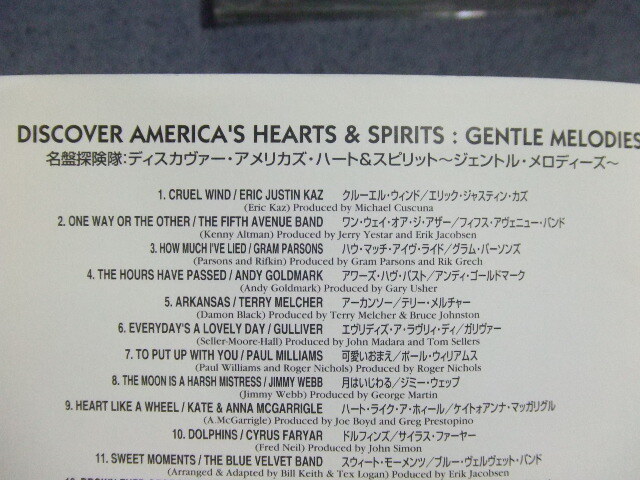 DISCOVER AMERICA'S HEARTS & SPIRITS : GENTLE MELODIES
名盤探険隊:ディスカヴァー・アメリカズ・ハート&スピリット〜ジェントル・メロディーズ〜
1. CRUEL WIND / ERIC JUSTIN KAZ クルーエル・ウィンド/エリック・ジャスティン・カズ
(Eric Kaz) Produced by Michael Cuscuna
2. ONE WAY OR THE OTHER / THE FIFTH AVENUE BAND ワン・ウェイ・オア・ジ・アザー/フィフス・アヴェニュー・バンド
(Kenny Altman) Produced by Jerry Yestar and Erik Jacobsen
3. HOW MUCH I'VE LIED / GRAM PARSONS ハウ・マッチ・アイヴ・ライド/グラム・パーソンズ
(Parsons and Rifkin) Produced by Gram Parsons and Rik Grech
4. THE HOURS HAVE PASSED / ANDY GOLDMARK アワーズ・ハヴ・パスト/アンディ・ゴールドマーク
(Andy Goldmark) Produced by Gary Usher
5. ARKANSAS / TERRY MELCHER アーカンソー/テリー・メルチャー
(Damon Black) Produced by Terry Melcher & Bruce Johnston
6. EVERYDAY'S A LOVELY DAY / GULLIVER エヴリデイズ・ア・ラヴリィ・デイ/ガリヴァー
(Seller-Moore-Hall) Produced by John Madara and Tom Sellers
7. TO PUT UP WITH YOU / PAUL MILLIAMS 可愛いおまえ/ポール・ウィリアムス
(Paul Williams and Roger Nichols) Produced by Roger Nichols
8. THE MOON IS A HARSH MISTRESS / JIMMY WEBB 月はいじわる/ジミー・ウェッブ
(Jimmy Webb) Produced by George Martin
9. HEART LIKE A WHEEL / KATE & ANNA MCGARRIGLE ハート・ライク・ア・ホィール/ケイト&アンナ・マッガリグル
(A.McGarrigle) Produced by Joe Boyd and Greg Prestopino
10. DOLPHINS / CYRUS FARYAR ドルフィンズ/サイラス・ファーヤー
(Fred Neil) Produced by John Simon
11. SWEET MOMENTS / THE BLUE VELVET BAND スウィート・モーメンツ/ブルー・ヴェルヴェット・バンド
(Arranged & Adapted by Bill Keith & Tex Logan) Produced by Erik Jacobsen